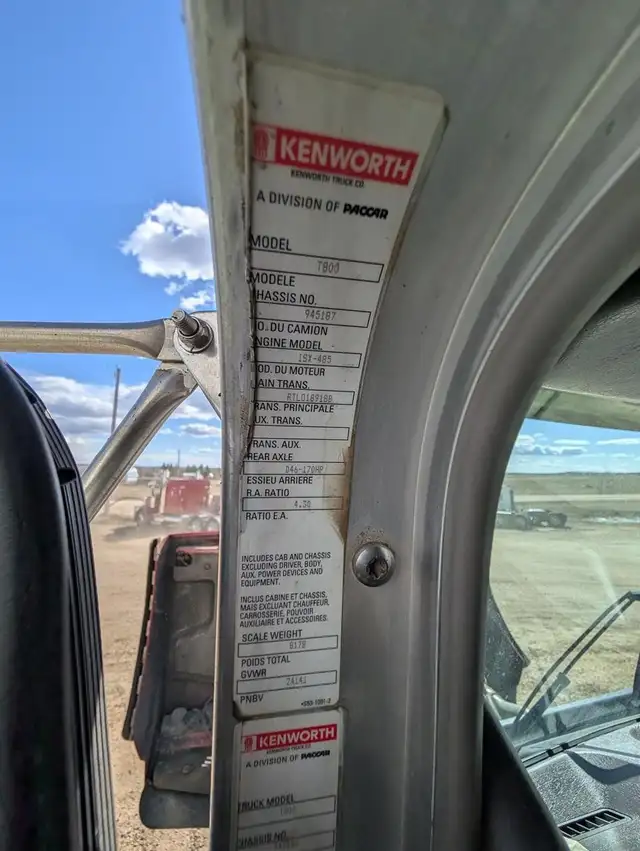 KENWORTH
KENWORTH TRUCK CO.
A DIVISION OF PACCAR
MODEL
T800
MODELE
CHASSIS NO.
945187
NO. DU CAMION
ENGINE MODEL
ISX-485
MOD. DU MOTEUR
MAIN TRANS.
RTLO18918B
TRANS. PRINCIPALE
AUX. TRANS.
TRANS. AUX.
REAR AXLE
D46-170HP
ESSIEU ARRIERE
R.A. RATIO
4.30
RATIO E.A.
INCLUDES CAB AND CHASSIS
EXCLUDING DRIVER, BODY,
AUX. POWER DEVICES AND
EQUIPMENT.
INCLUS CABINE ET CHASSIS,
MAIS EXCLUANT CHAUFFEUR,
CARROSSERIE, POUVOIR
AUXILIAIRE ET ACCESSOIRES.
SCALE WEIGHT
8178
POIDS TOTAL
GVWR
PNBV
KENWORTH
KENWORTH TRUCK CO.
A DIVISION OF PACCAR
TRUCK MODEL
CHASSIS NO.